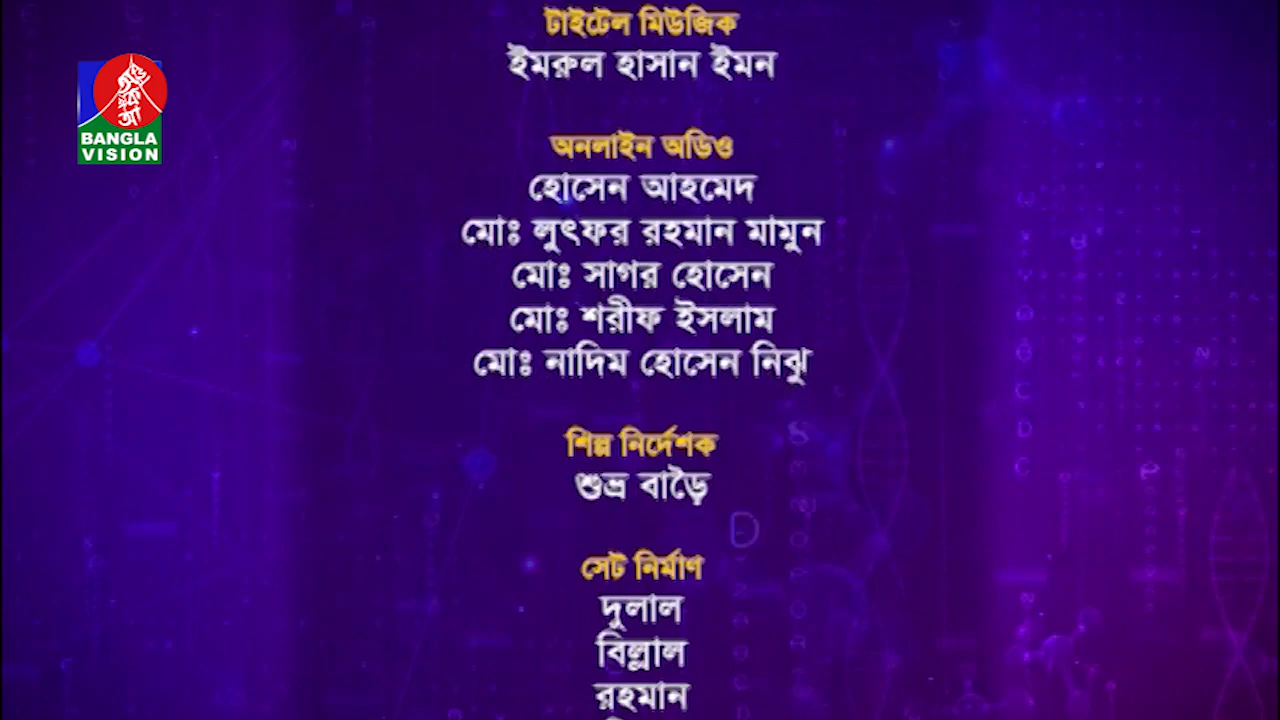 টাইটেল মিউজিক
ইমরুল হাসান ইমন
BANGLA
VISION
অনলাইন অডিও
হোসেন আহমেদ
মোঃ লুৎফর রহমান মামুন
মোঃ সাগর হোসেন
মোঃ শরীফ ইসলাম
মোঃ নাদিম হোসেন নিঝু
শিল্প নির্দেশক
শুভ্র বাড়ৈ
সেট নির্মাণ
দুলাল
বিল্লাল
রহমান